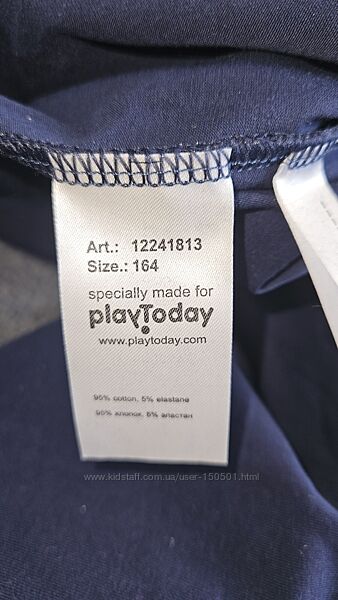 Art.: 12241813
Size.: 164
specially made for
playToday
www.playtoday.com
95% cotton, 5% elastane
95% хлопок, 5% эластан
www.kidstaff.com.ua/user-150501.html